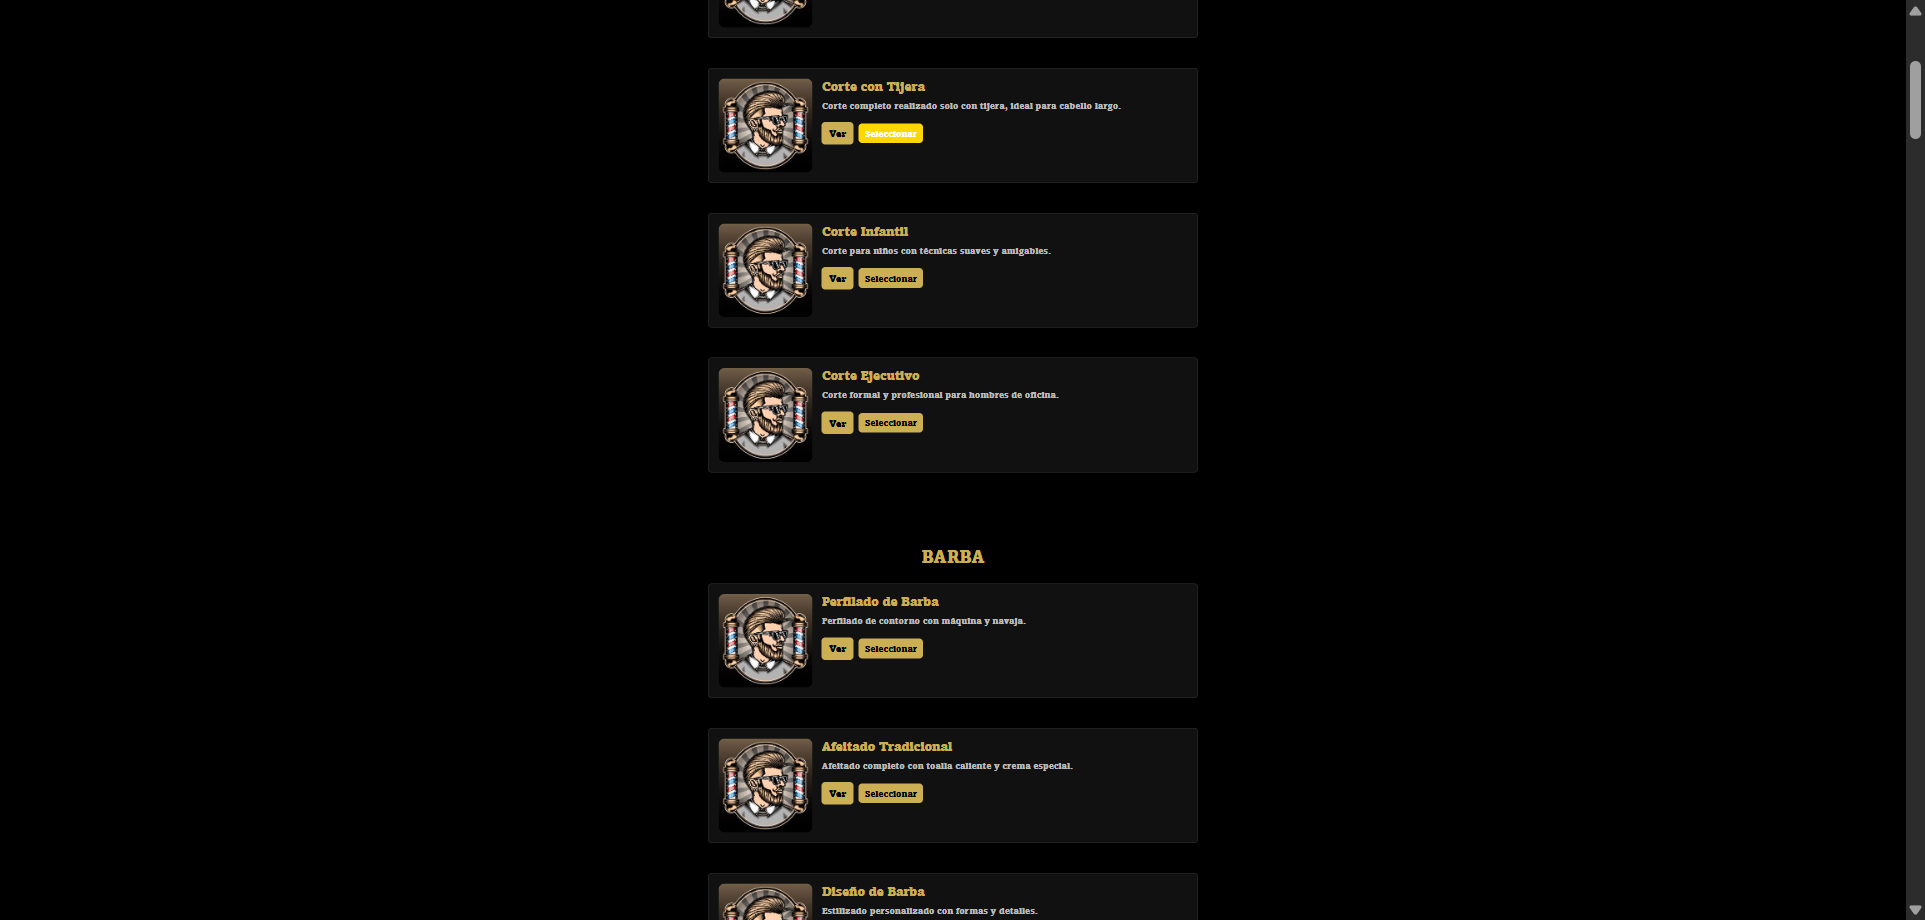 Corte con Tijera
Corte completo realizado solo con tijera, ideal para cabello largo.
Ver Seleccionar
Corte Infantil
Corte para niños con técnicas suaves y amigables.
Ver Seleccionar
Corte Ejecutivo
Corte formal y profesional para hombres de oficina.
Ver Seleccionar
BARBA
Perfilado de Barba
Perfilado de contorno con máquina y navaja.
Ver Seleccionar
Afeitado Tradicional
Afeitado completo con toalla caliente y crema especial.
Ver Seleccionar
Diseño de Barba
Estilizado personalizado con formas y detalles.